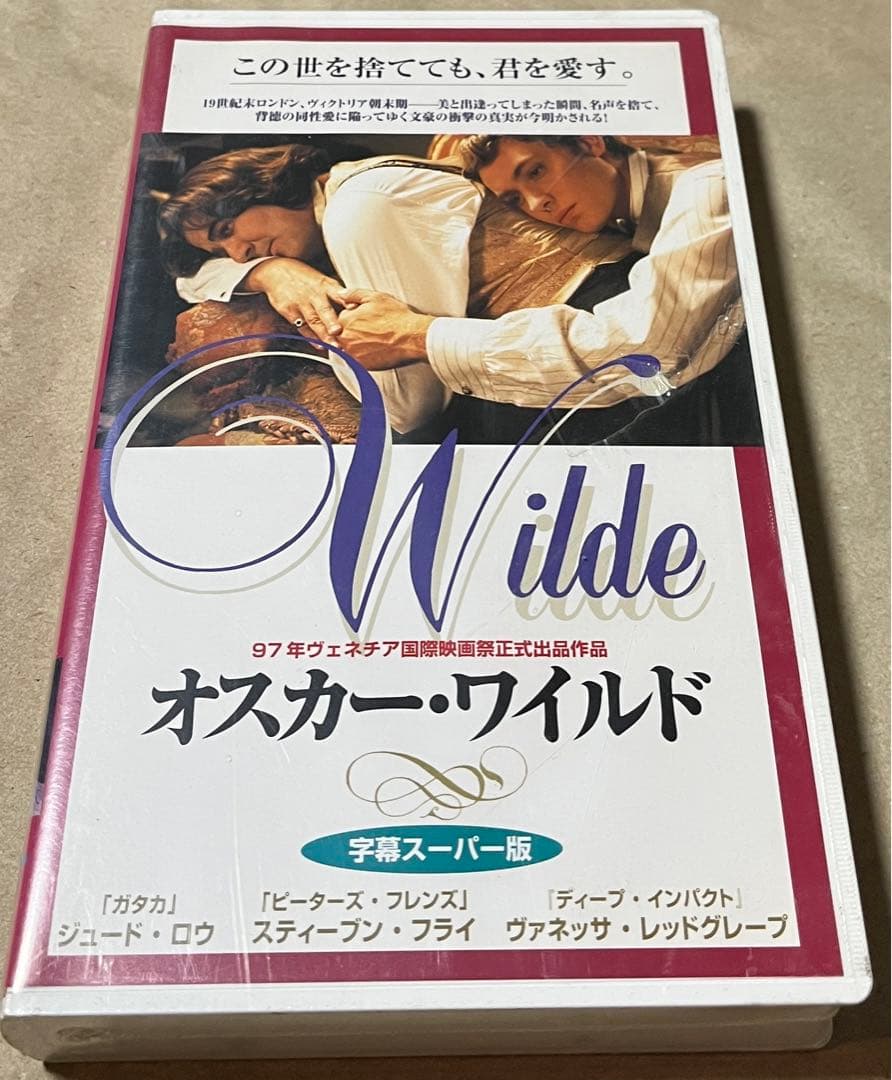 この世を捨てても、君を愛す。
19世紀末ロンドン、ヴィクトリア朝末期――美と出逢ってしまった瞬間、名声を捨て、
背徳の同性愛に陥ってゆく文豪の衝撃の真実が今明かされる!
Wilde
97年ヴェネチア国際映画祭正式出品作品
オスカー・ワイルド
字幕スーパー版
「ガタカ」 「ピーターズ・フレンズ」 『ディープ・インパクト』
ジュード・ロウ スティーブン・フライ ヴァネッサ・レッドグレープ